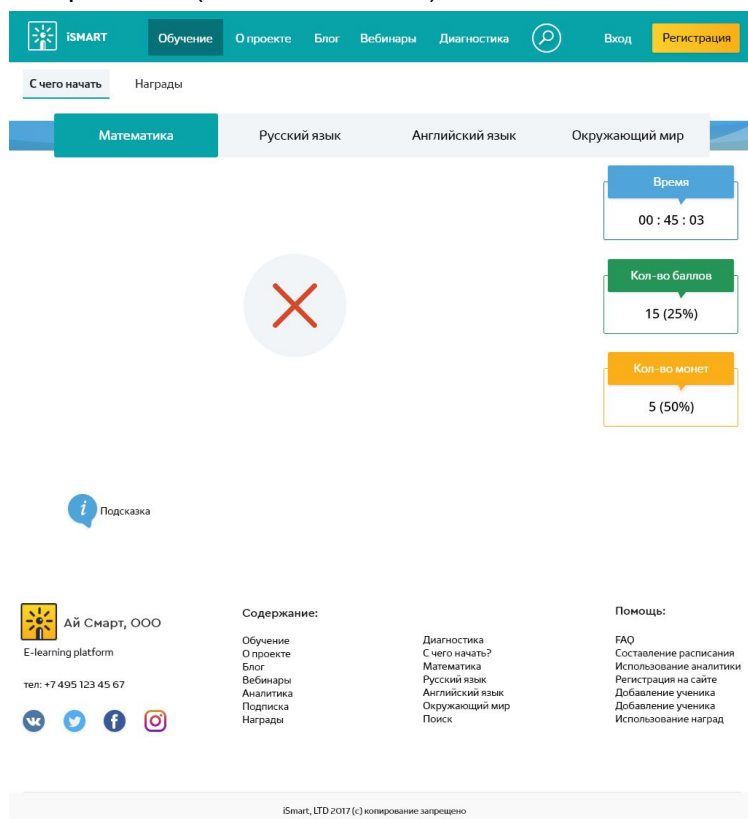 iSMART
Обучение
О проекте
Блог
Вебинары
Диагностика
Вход
Регистрация
С чего начать
Награды
Математика
Русский язык
Английский язык
Окружающий мир
Время
00 : 45 : 03
Кол-во баллов
15 (25%)
Кол-во монет
5 (50%)
i
Подсказка
Ай Смарт, ООО
E-learning platform
тел: +7 495 123 45 67
Содержание:
Обучение
О проекте
Блог
Вебинары
Аналитика
Подписка
Награды
Диагностика
С чего начать?
Математика
Русский язык
Английский язык
Окружающий мир
Поиск
Помощь:
FAQ
Составление расписания
Использование аналитики
Регистрация на сайте
Добавление ученика
Добавление ученика
Использование наград
iSmart, LTD 2017 (c) копирование запрещено